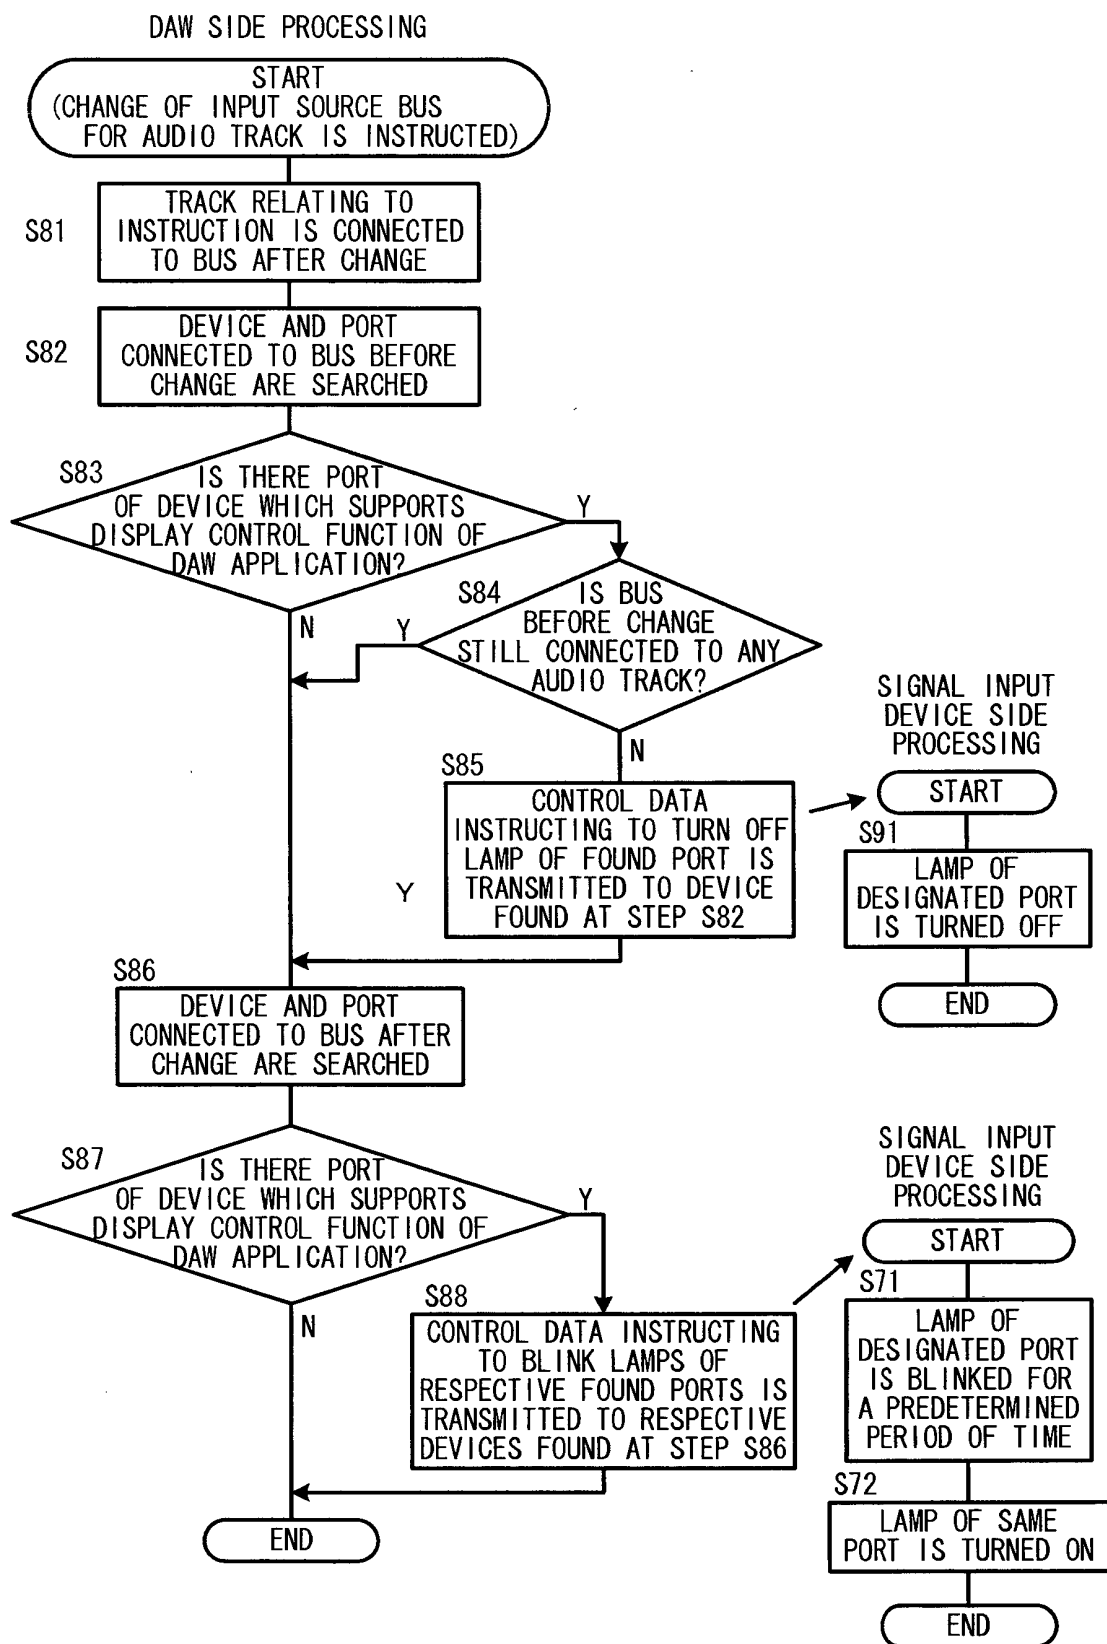 DAW SIDE PROCESSING
START
(CHANGE OF INPUT SOURCE BUS
FOR AUDIO TRACK IS INSTRUCTED)
S81
TRACK RELATING TO
INSTRUCTION IS CONNECTED
TO BUS AFTER CHANGE
S82
DEVICE AND PORT
CONNECTED TO BUS BEFORE
CHANGE ARE SEARCHED
S83
IS THERE PORT
OF DEVICE WHICH SUPPORTS
DISPLAY CONTROL FUNCTION OF
DAW APPLICATION?
Y
N
S84
IS BUS
BEFORE CHANGE
STILL CONNECTED TO ANY
AUDIO TRACK?
Y
N
S85
CONTROL DATA
INSTRUCTING TO TURN OFF
LAMP OF FOUND PORT IS
TRANSMITTED TO DEVICE
FOUND AT STEP S82
Y
SIGNAL INPUT
DEVICE SIDE
PROCESSING
START
S91
LAMP OF
DESIGNATED PORT
IS TURNED OFF
END
S86
DEVICE AND PORT
CONNECTED TO BUS AFTER
CHANGE ARE SEARCHED
S87
IS THERE PORT
OF DEVICE WHICH SUPPORTS
DISPLAY CONTROL FUNCTION OF
DAW APPLICATION?
Y
N
S88
CONTROL DATA INSTRUCTING
TO BLINK LAMPS OF
RESPECTIVE FOUND PORTS IS
TRANSMITTED TO RESPECTIVE
DEVICES FOUND AT STEP S86
END
SIGNAL INPUT
DEVICE SIDE
PROCESSING
START
S71
LAMP OF
DESIGNATED PORT
IS BLINKED FOR
A PREDETERMINED
PERIOD OF TIME
S72
LAMP OF SAME
PORT IS TURNED ON
END